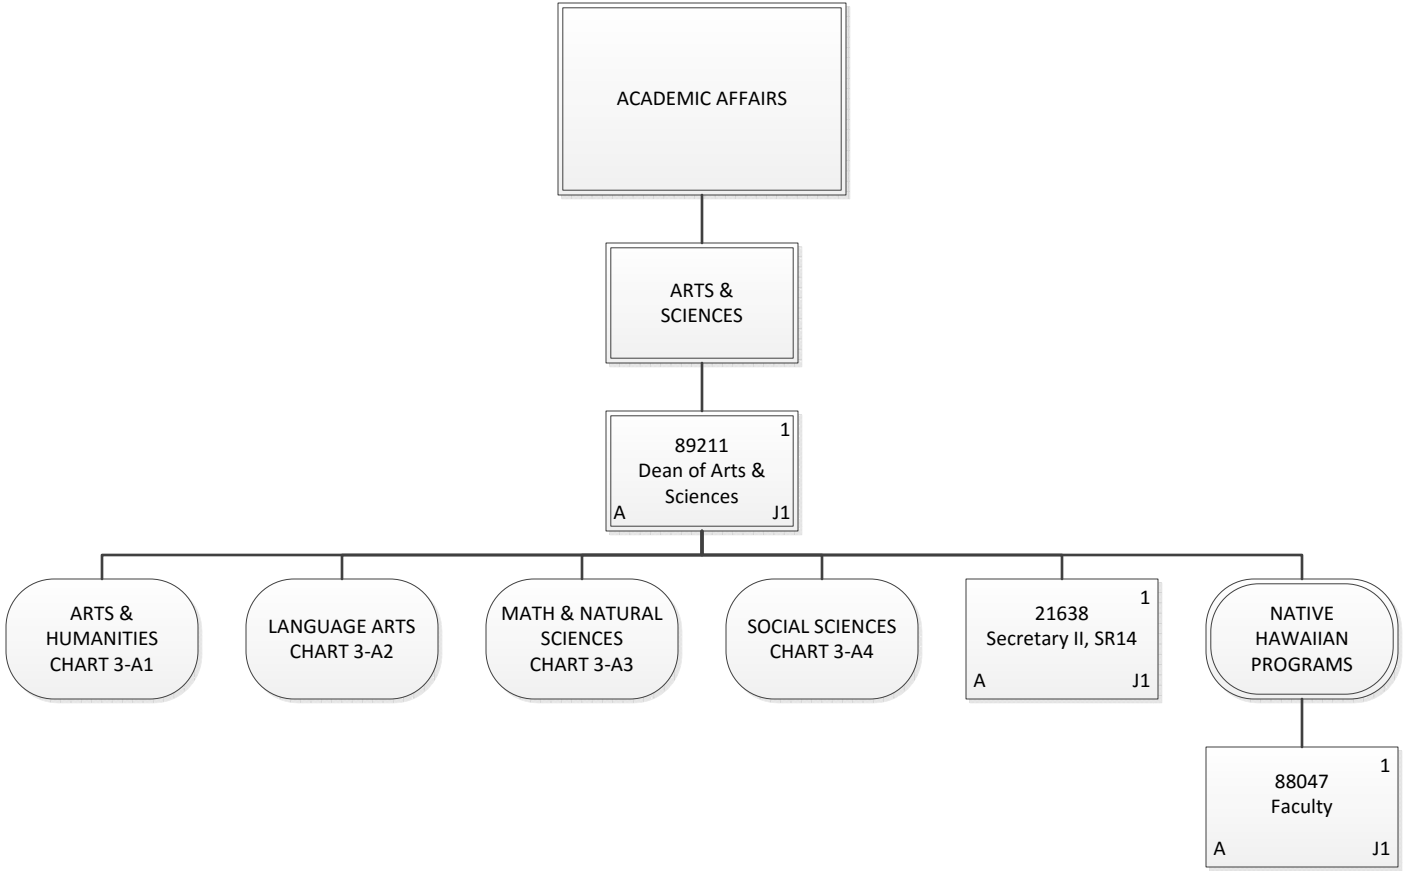 ACADEMIC AFFAIRS
ARTS &
SCIENCES
1
89211
Dean of Arts &
Sciences
A
J1
ARTS &
HUMANITIES
CHART 3-A1
LANGUAGE ARTS
CHART 3-A2
MATH & NATURAL
SCIENCES
CHART 3-A3
SOCIAL SCIENCES
CHART 3-A4
1
21638
Secretary II, SR14
A
J1
NATIVE
HAWAIIAN
PROGRAMS
1
88047
Faculty
A
J1